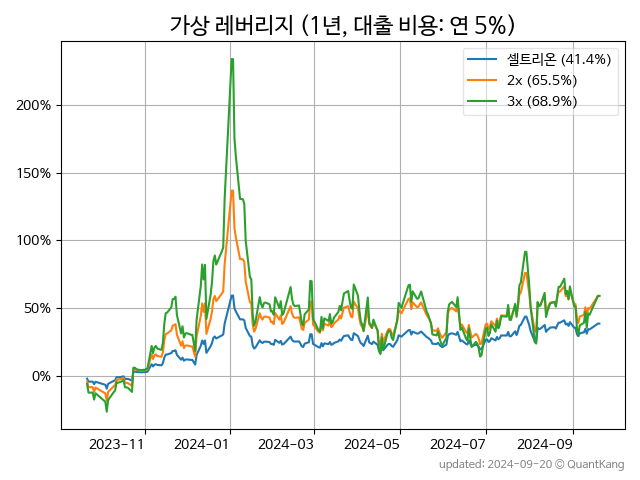 가상 레버리지 (1년, 대출 비용: 연 5%)
셀트리온 (41.4%)
2x (65.5%)
3x (68.9%)
200%
150%
100%
50%
0%
2023-11
2024-01
2024-03
2024-05
2024-07
2024-09
updated: 2024-09-20 © QuantKang